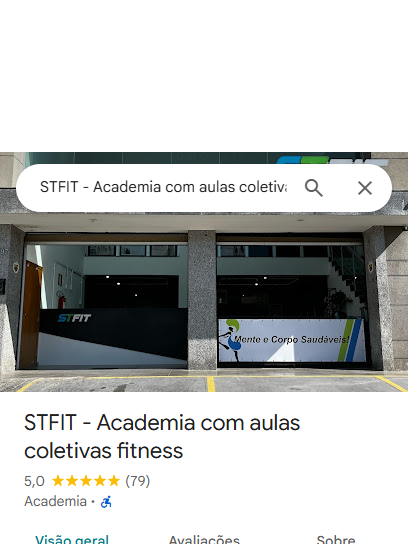 STFIT
STFIT - Academia com aulas coletiva
STFIT
Mente e Corpo Saudáveis!
STFIT - Academia com aulas
coletivas fitness
5,0 (79)
Academia ·
Visão geral Avaliações Sobre